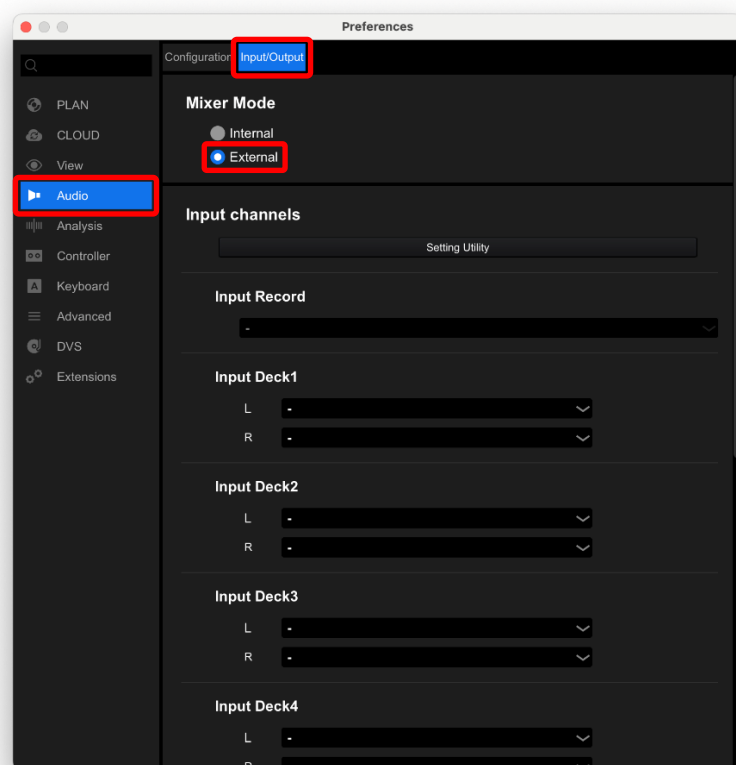 Preferences
Configuration Input/Output
PLAN
CLOUD
View
Audio
Analysis
A Keyboard
Controller
Advanced
DVS
Extensions
Mixer Mode
Internal
External
Input channels
Setting Utility
Input Record
-
Input Deck1
L -
R -
Input Deck2
L -
R -
Input Deck3
L -
R -
Input Deck4
L -
R